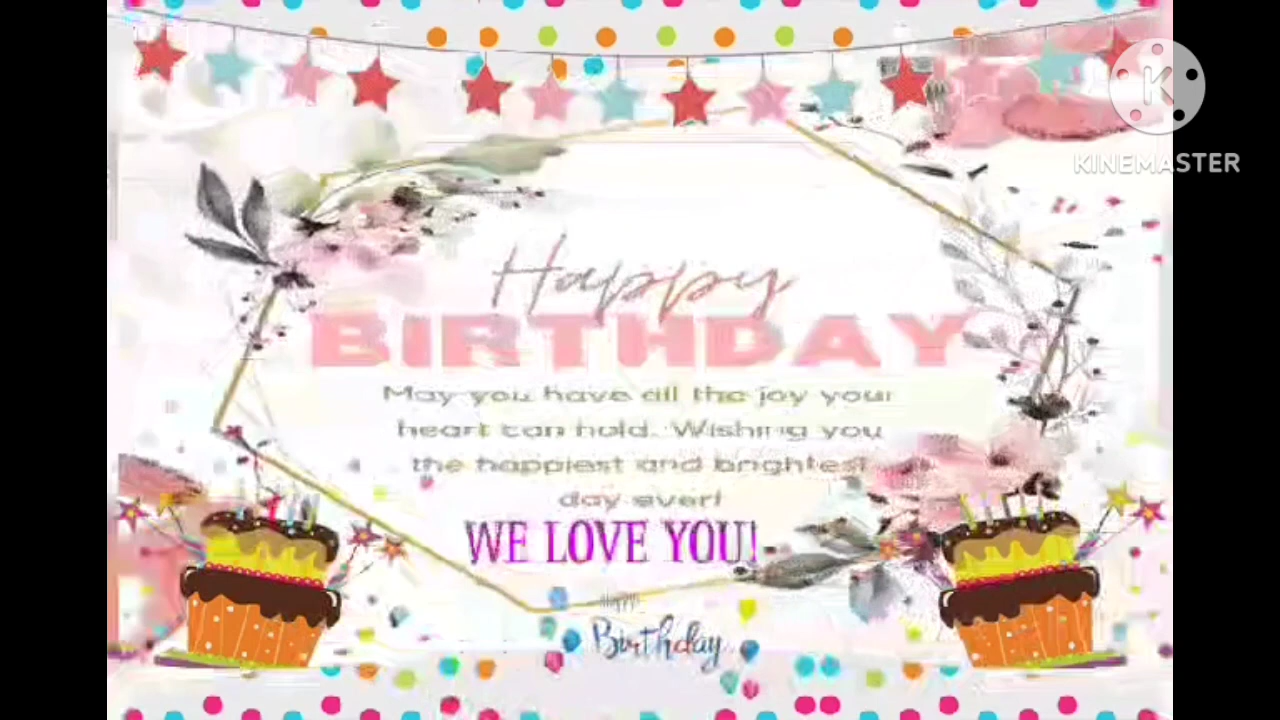 K
KINEMASTER
Happy
BIRTHDAY
May you have all the joy your
heart can hold. Wishing you
the happiest and brightest
day ever!
WE LOVE YOU!
Happy
Birthday